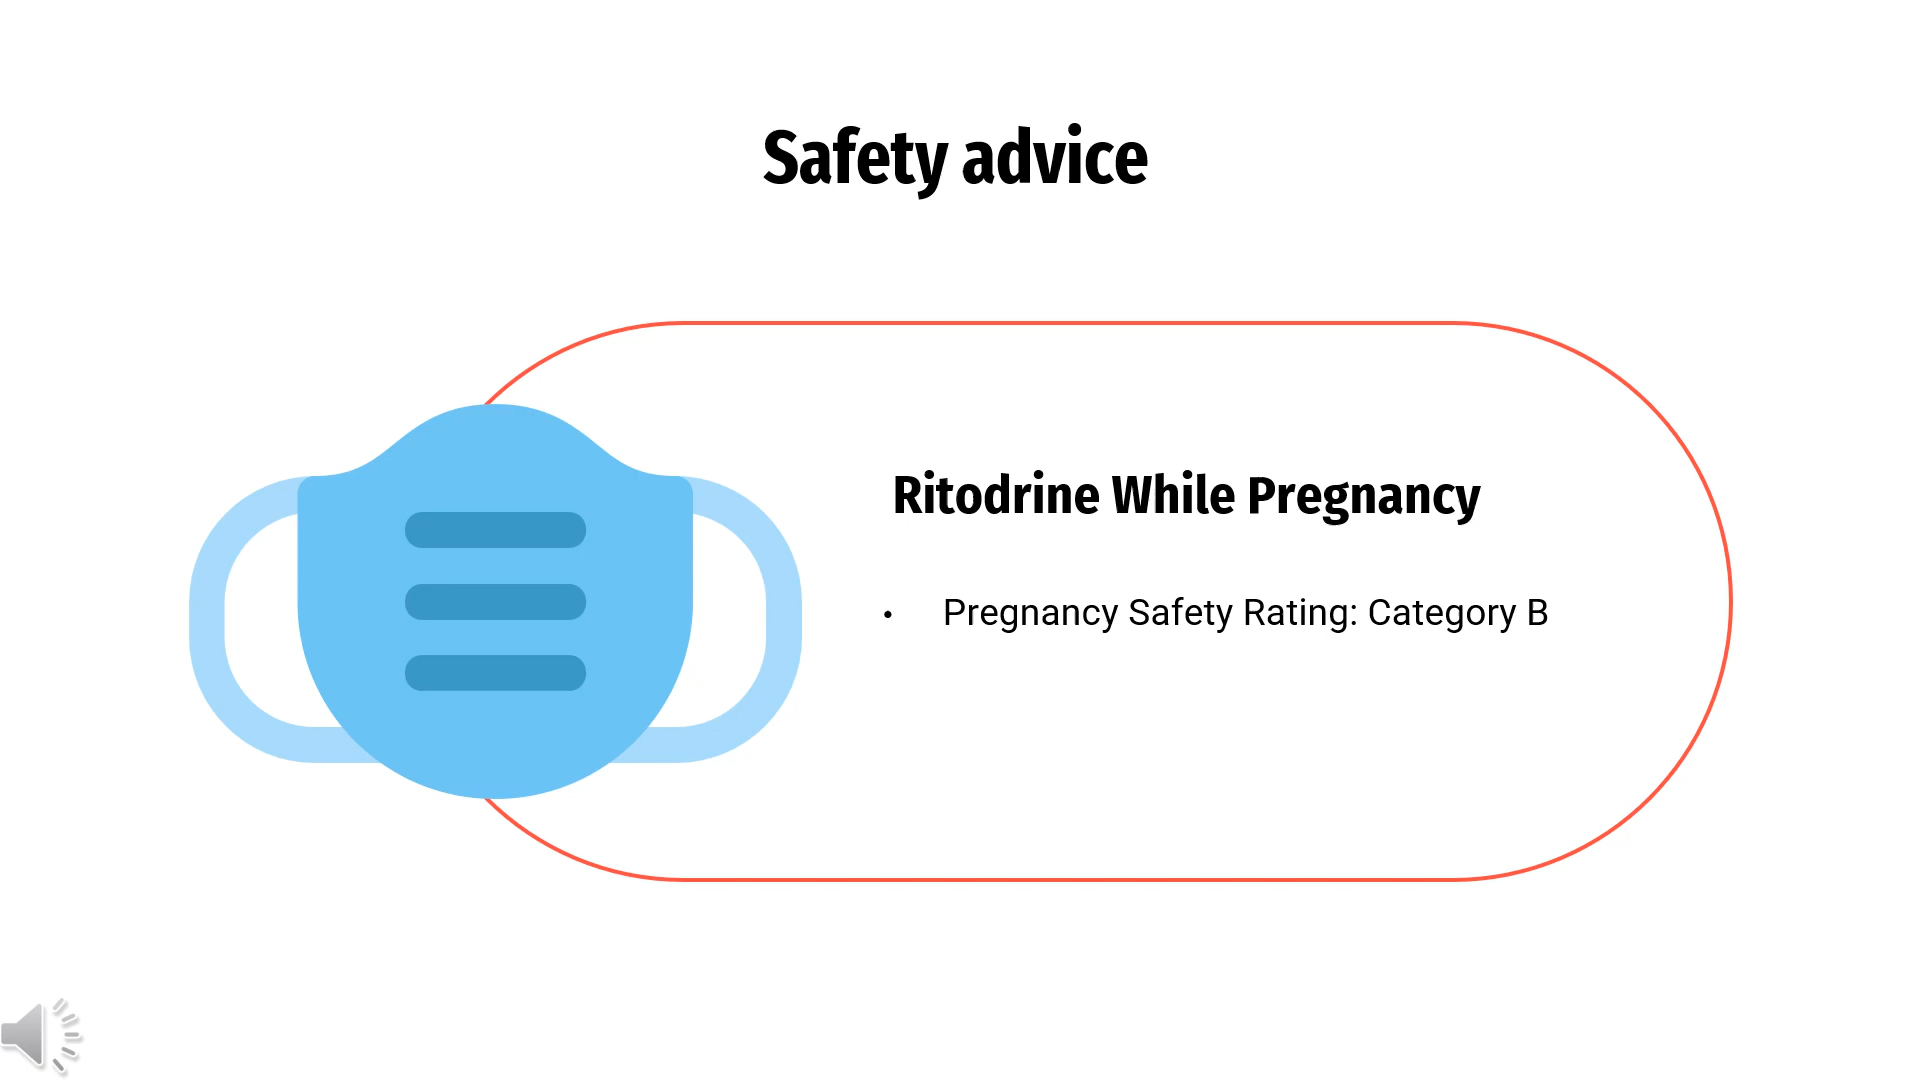 Safety advice
Ritodrine While Pregnancy
• Pregnancy Safety Rating: Category B